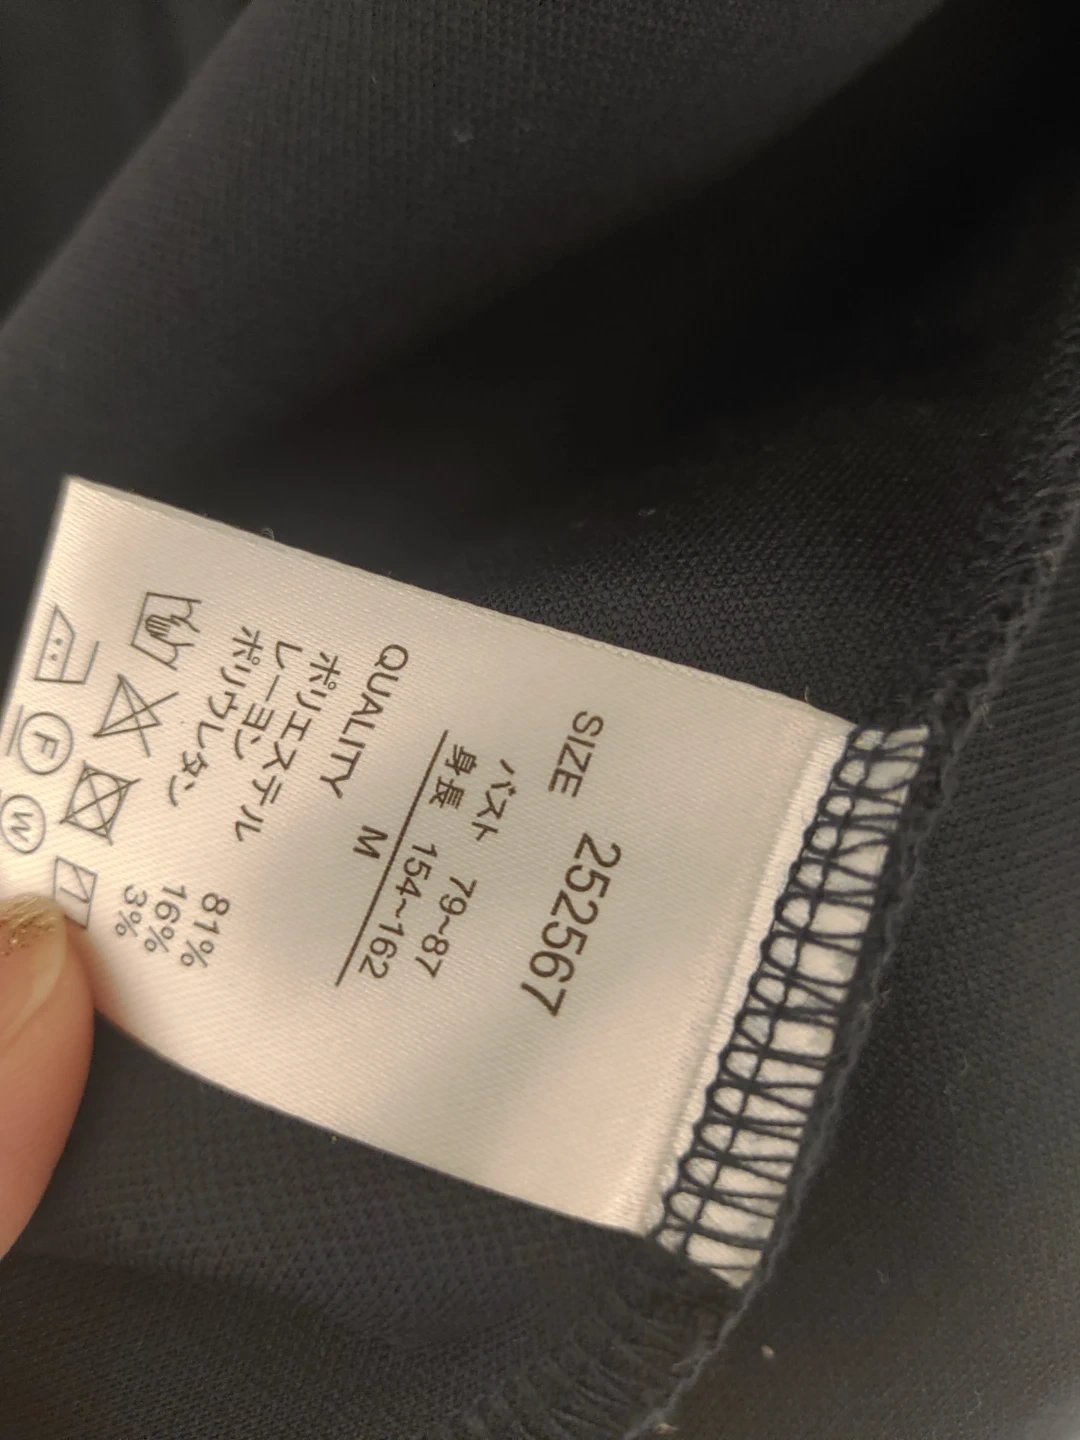 252567
SIZE
バスト 79~87
身長 154~162
M
QUALITY
ポリエステル 81%
レーヨン 16%
ポリウレタン 3%
F
W